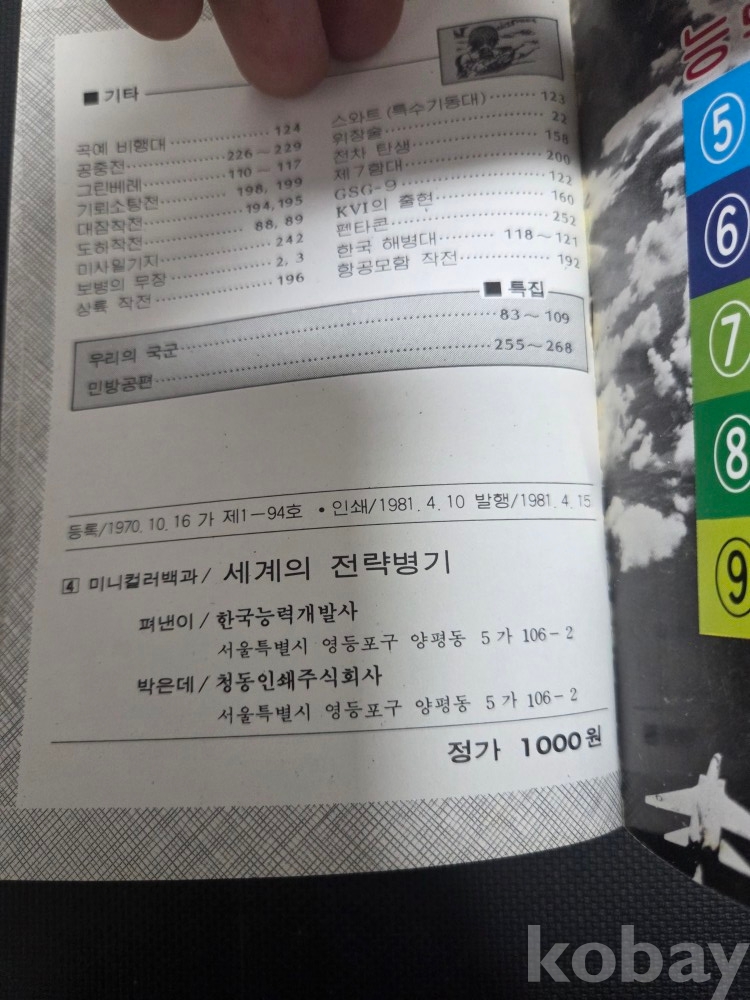 ■ 기타
곡예 비행대 124
공중전 226～229
그린베레 110～117
기뢰소탕전 198, 199
대잠작전 194, 195
도하작전 88, 89
미사일기지 242
보병의 무장 2, 3
상륙 작전 196
스와트 (특수기동대) 123
위장술 22
전차 탄생 158
제7함대 200
GSG-9 122
KVI의 출현 160
펜타콘 252
한국 해병대 118～121
항공모함 작전 192
■ 특집
우리의 국군 83～109
민방공편 255～268
등록/1970. 10. 16 가 제1-94호 • 인쇄/1981. 4. 10 발행/1981. 4. 15
4 미니컬러백과/ 세계의 전략병기
펴낸이/ 한국능력개발사
서울특별시 영등포구 양평동 5가 106-2
박은데/ 청동인쇄주식회사
서울특별시 영등포구 양평동 5가 106-2
정가 1000원
능
⑤
⑥
⑦
⑧
⑨
kobay